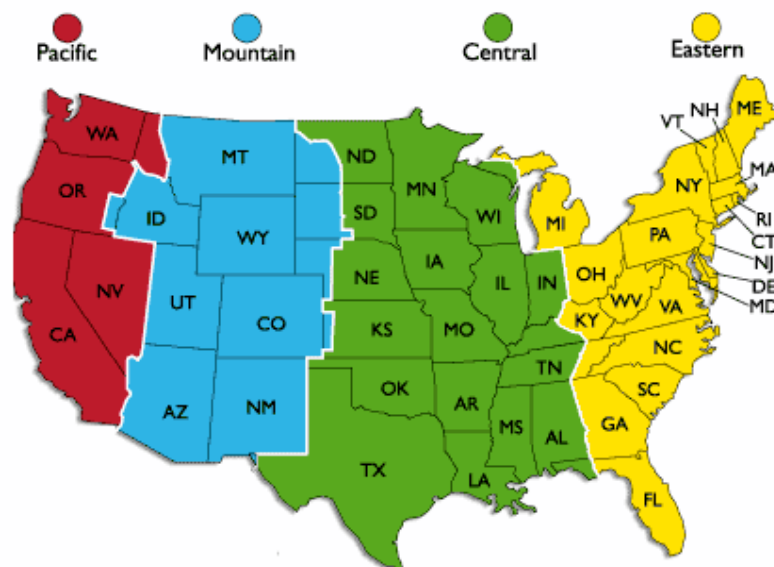 Pacific
Mountain
Central
Eastern
WA
MT
ND
MN
VT
NH
ME
OR
ID
WY
SD
WI
MI
NY
MA
RI
CT
NV
UT
CO
NE
IA
IL
IN
OH
PA
NJ
DE
MD
CA
KS
MO
KY
WV
VA
AZ
NM
OK
AR
TN
NC
SC
TX
LA
MS
AL
GA
FL